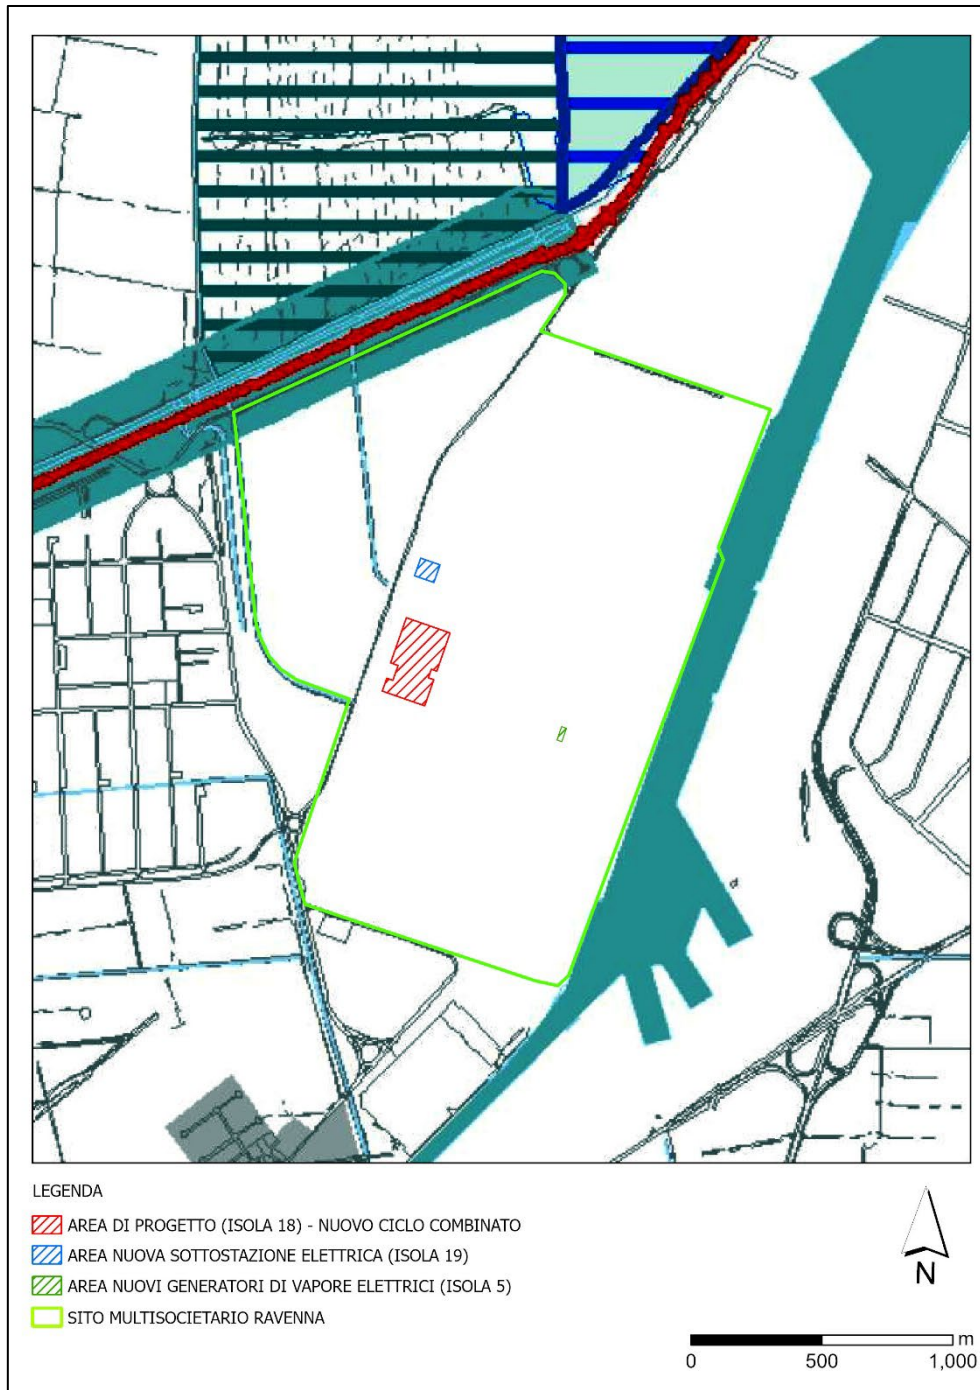 LEGENDA
AREA DI PROGETTO (ISOLA 18) - NUOVO CICLO COMBINATO
AREA NUOVA SOTTOSTAZIONE ELETTRICA (ISOLA 19)
AREA NUOVI GENERATORI DI VAPORE ELETTRICI (ISOLA 5)
SITO MULTISOCIETARIO RAVENNA
N
m
0 500 1,000